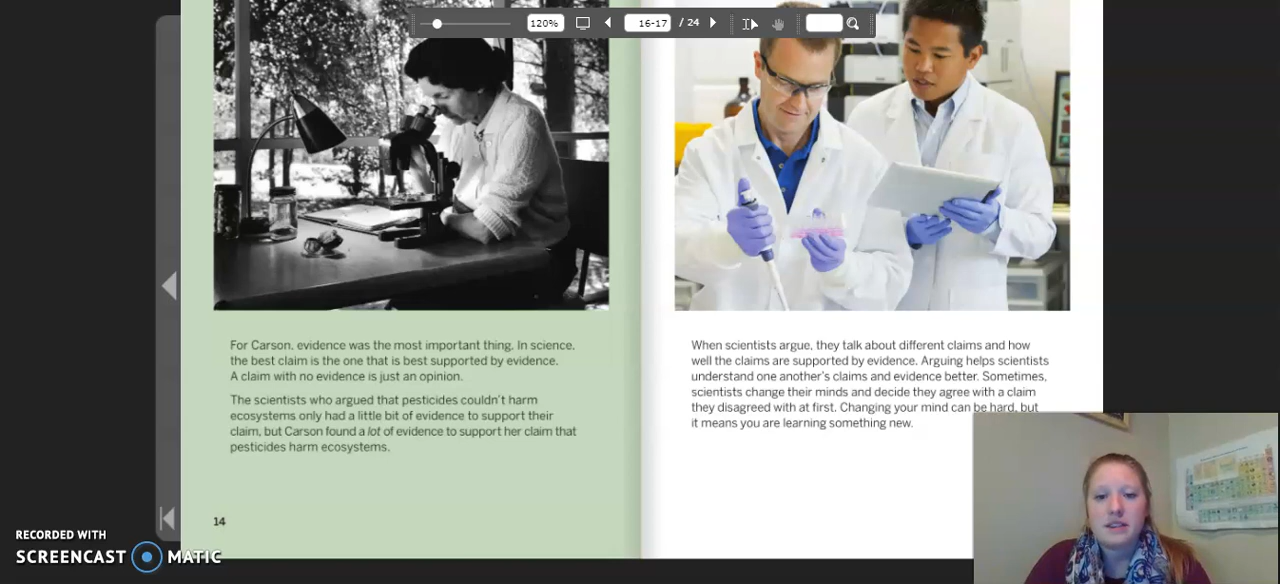 120%
16-17 / 24
For Carson, evidence was the most important thing. In science,
the best claim is the one that is best supported by evidence.
A claim with no evidence is just an opinion.
The scientists who argued that pesticides couldn't harm
ecosystems only had a little bit of evidence to support their
claim, but Carson found a lot of evidence to support her claim that
pesticides harm ecosystems.
14
When scientists argue, they talk about different claims and how
well the claims are supported by evidence. Arguing helps scientists
understand one another's claims and evidence better. Sometimes,
scientists change their minds and decide they agree with a claim
they disagreed with at first. Changing your mind can be hard, but
it means you are learning something new.
RECORDED WITH
SCREENCAST MATIC